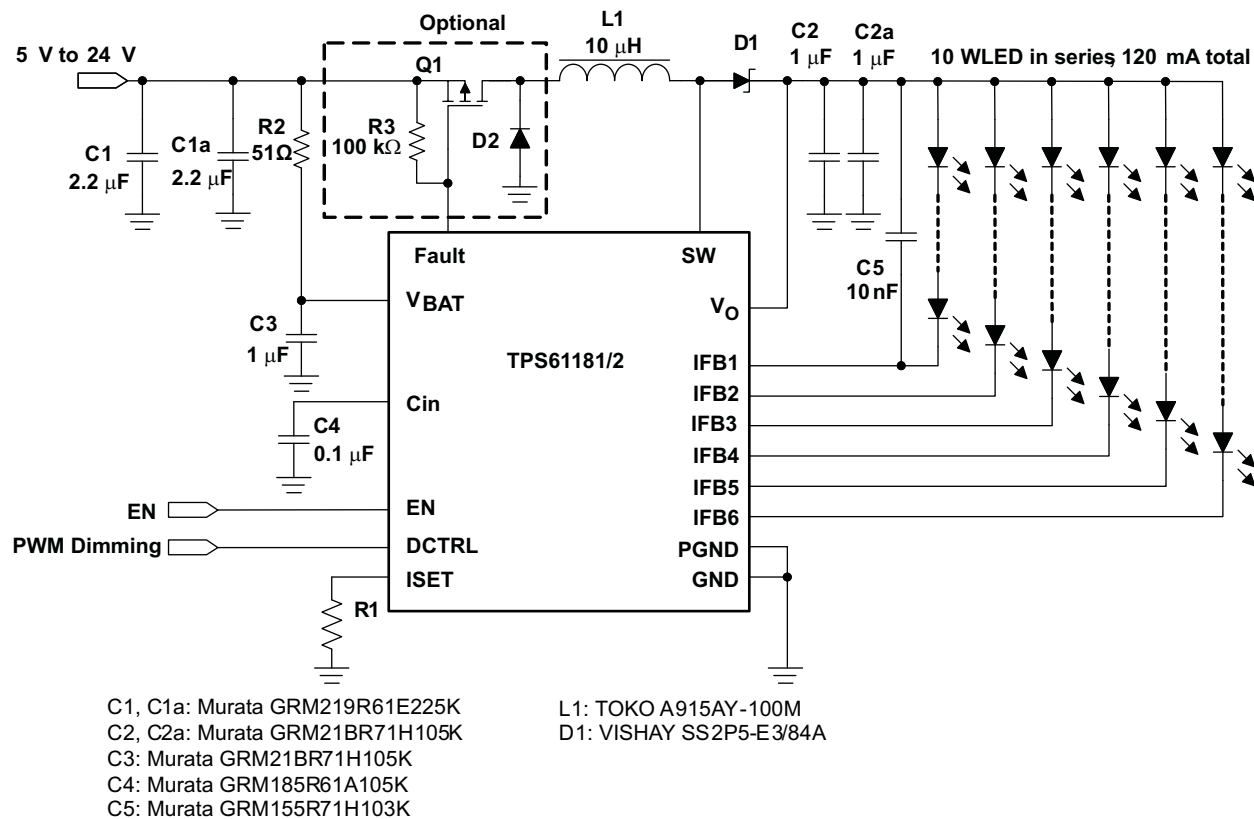 Optional
L1
10 μH
5 V to 24 V
Q1
D1
C2
1 μF
C2a
1 μF
10 WLED in series, 120 mA total
C1
2.2 μF
C1a
2.2 μF
R2
51Ω
R3
100 kΩ
D2
Fault
SW
C5
10 nF
VBAT
VO
C3
1 μF
TPS61181/2
IFB1
IFB2
Cin
IFB3
C4
0.1 μF
IFB4
IFB5
EN
EN
IFB6
PWM Dimming
DCTRL
PGND
ISET
GND
R1
C1, C1a: Murata GRM219R61E225K
C2, C2a: Murata GRM21BR71H105K
C3: Murata GRM21BR71H105K
C4: Murata GRM185R61A105K
C5: Murata GRM155R71H103K
L1: TOKO A915AY-100M
D1: VISHAY SS2P5-E3/84A